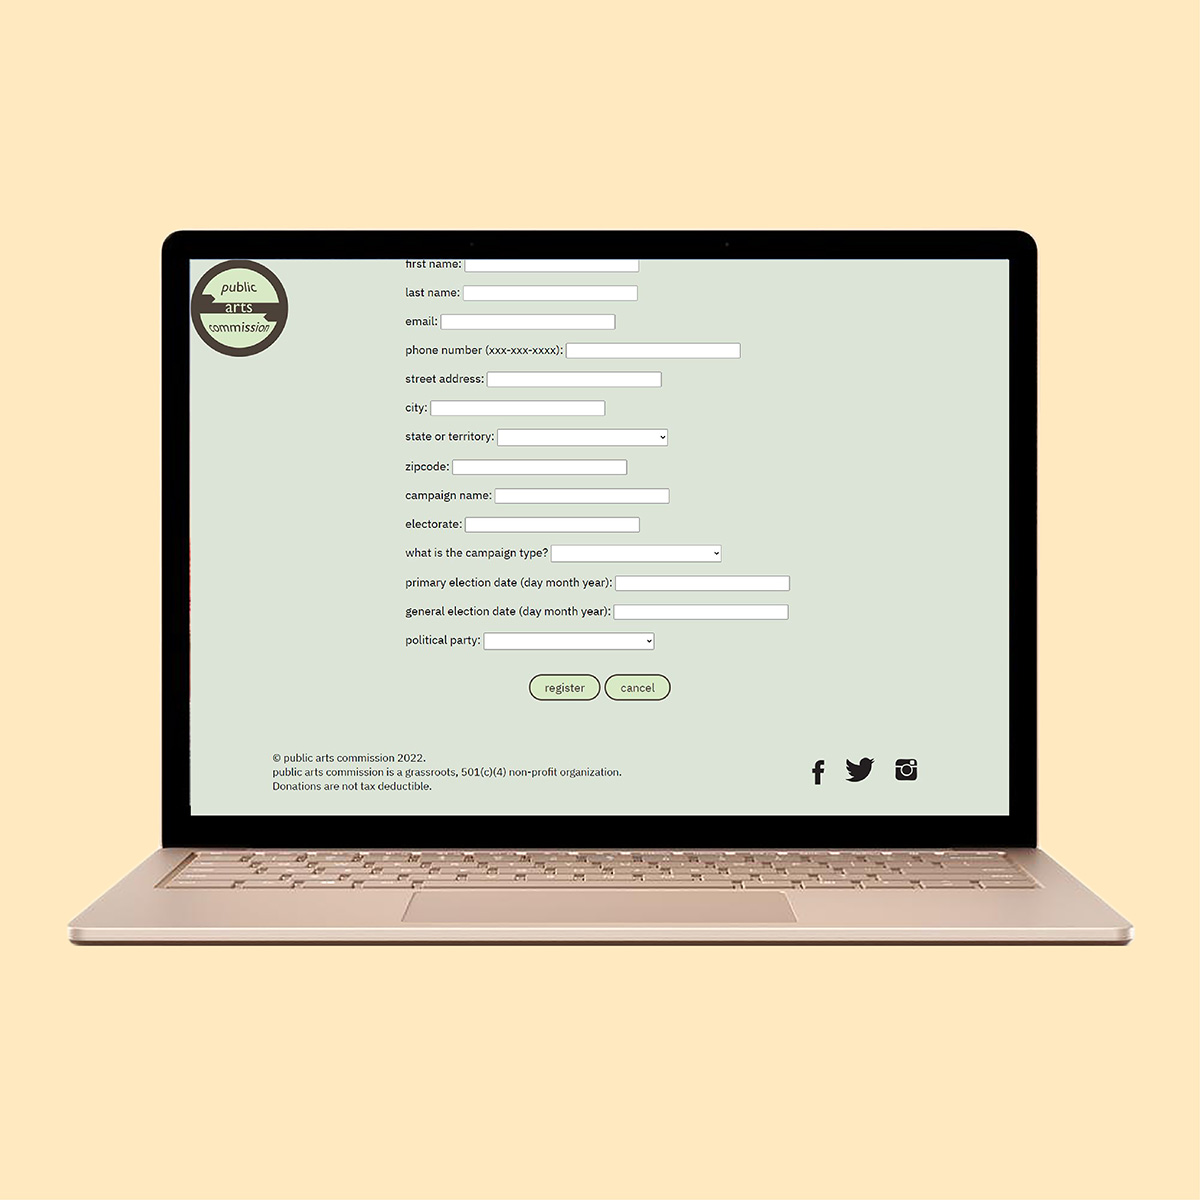 public
arts
commission
first name:
last name:
email:
phone number (xxx-xxx-xxxx):
street address:
city:
state or territory:
zipcode:
campaign name:
electorate:
what is the campaign type?
primary election date (day month year):
general election date (day month year):
political party:
register cancel
© public arts commission 2022.
public arts commission is a grassroots, 501(c)(4) non-profit organization.
Donations are not tax deductible.